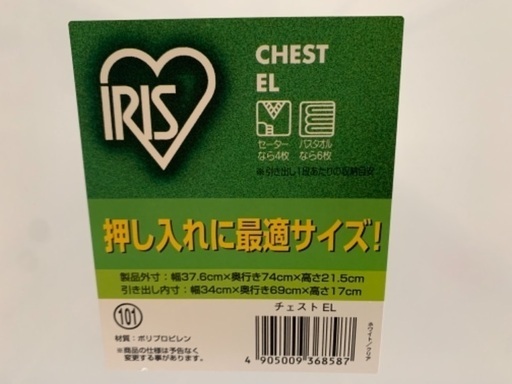 IRIS
CHEST
EL
セーター
なら4枚
バスタオル
なら6枚
※引き出し1段あたりの収納目安
押し入れに最適サイズ!
製品外寸:幅37.6cm×奥行き74cm×高さ21.5cm
引き出し内寸:幅34cm×奥行き69cm×高さ17cm
101
材質:ポリプロピレン
※商品の仕様は予告なく
変更する事があります。
チェスト EL
4 905009 368587
ホワイト/クリア